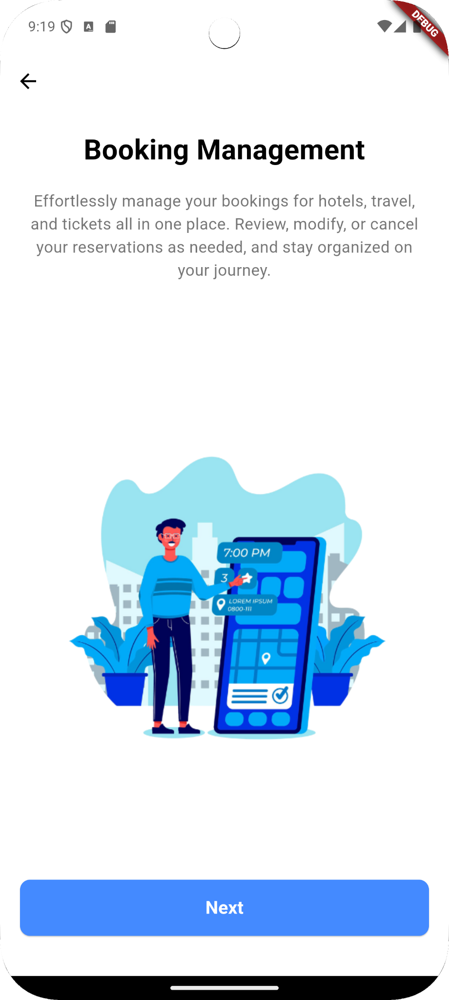 9:19
A
DEBUG
Booking Management
Effortlessly manage your bookings for hotels, travel,
and tickets all in one place. Review, modify, or cancel
your reservations as needed, and stay organized on
your journey.
7:00 PM
3
LOREM IPSUM
0800-111
Next